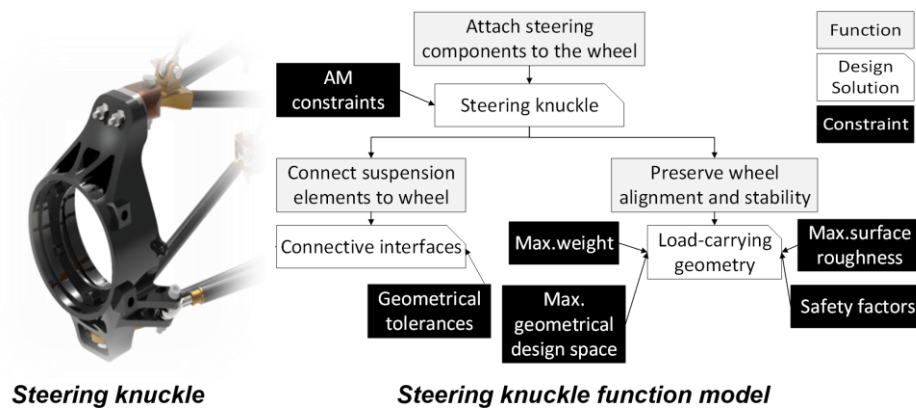 Attach steering
components to the wheel
Function
Design
Solution
Constraint
AM
constraints
Steering knuckle
Connect suspension
elements to wheel
Preserve wheel
alignment and stability
Connective interfaces
Max.weight
Load-carrying
geometry
Max.surface
roughness
Geometrical
tolerances
Max.
geometrical
design space
Safety factors
Steering knuckle
Steering knuckle function model